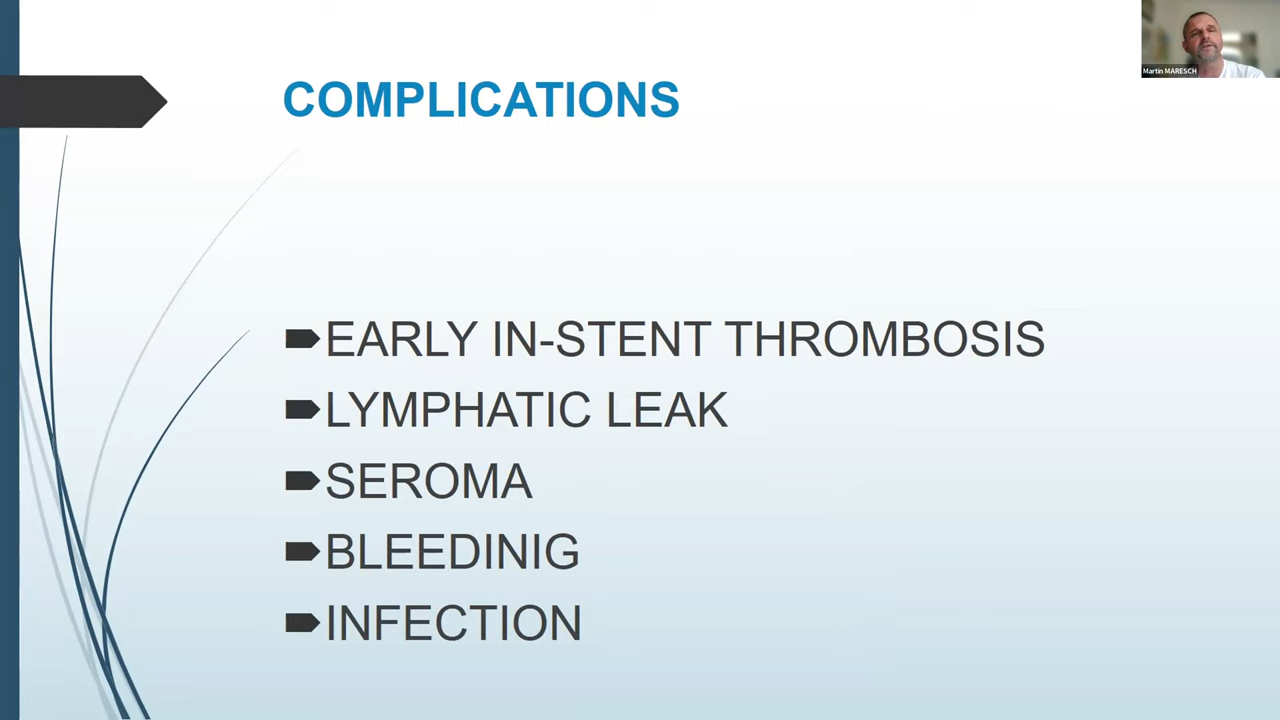 Martin MARESCH
COMPLICATIONS
EARLY IN-STENT THROMBOSIS
LYMPHATIC LEAK
SEROMA
BLEEDINIG
INFECTION